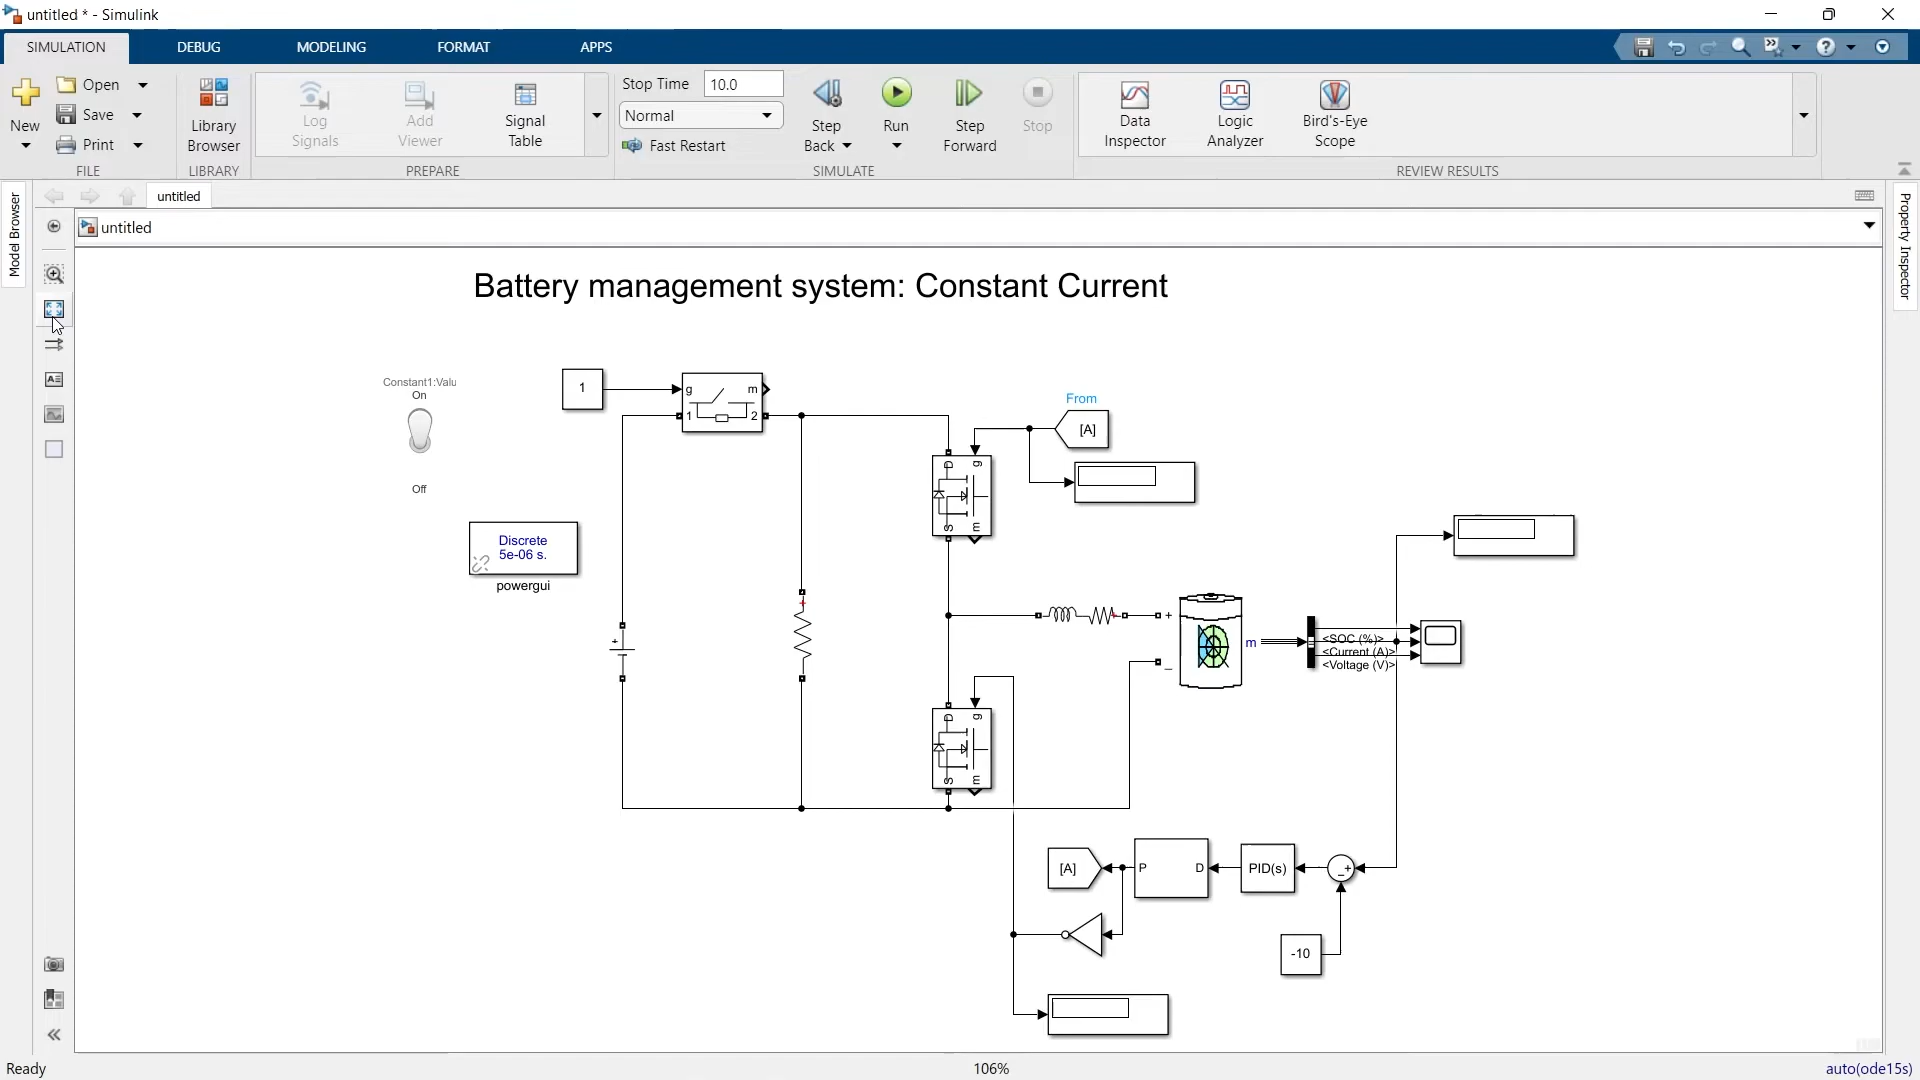 untitled * - Simulink
SIMULATION DEBUG MODELING FORMAT APPS
New
Open
Save
Print
FILE
Library Browser
LIBRARY
Log Signals
Add Viewer
Signal Table
PREPARE
Stop Time 10.0
Normal
Fast Restart
Step Back
Run
Step Forward
Stop
SIMULATE
Data Inspector
Logic Analyzer
Bird's-Eye Scope
REVIEW RESULTS
Model Browser
Property Inspector
untitled
untitled
Battery management system: Constant Current
Constant1:Valu
On
Off
1
g m
1 2
From
[A]
D g
S m
Discrete
5e-06 s.
powergui
+
+
m
<SOC (%)>
<Current (A)>
<Voltage (V)>
_
D g
S m
[A]
P D
PID(s)
+
-10
Ready
106%
auto(ode15s)